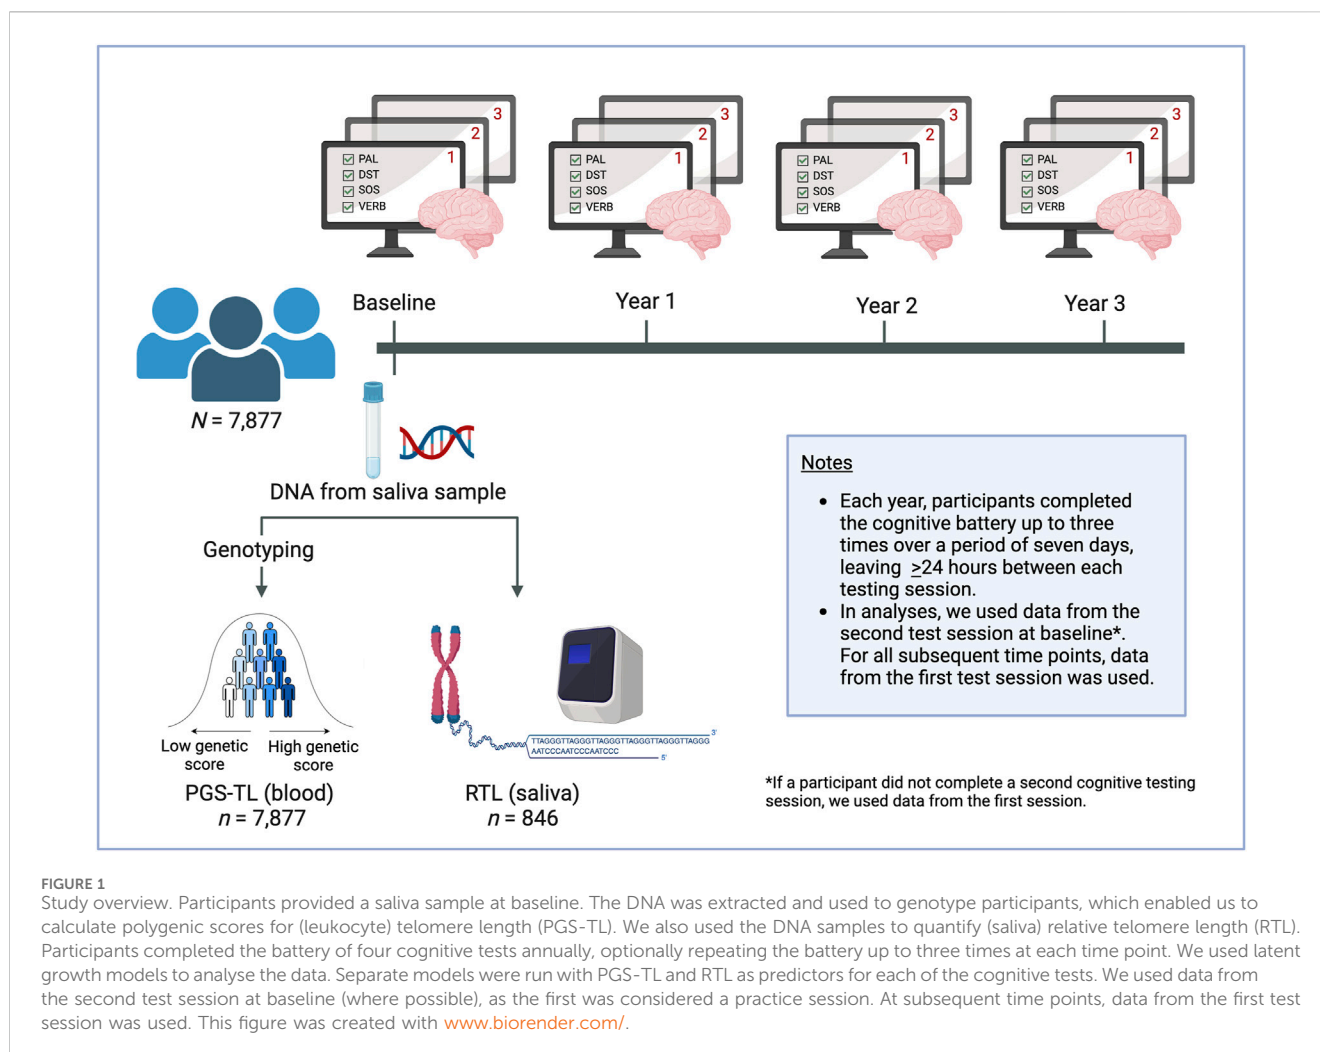 3
2
1
PAL
DST
SOS
VERB
3
2
1
PAL
DST
SOS
VERB
3
2
1
PAL
DST
SOS
VERB
3
2
1
PAL
DST
SOS
VERB
Baseline
Year 1
Year 2
Year 3
N = 7,877
DNA from saliva sample
Genotyping
Low genetic
score
High genetic
score
PGS-TL (blood)
n = 7,877
3'
TTAGGGTTAGGGTTAGGGTTAGGGTTAGGGTTAGGG
AATCCCAATCCCAATCCC
5'
RTL (saliva)
n = 846
Notes
• Each year, participants completed
the cognitive battery up to three
times over a period of seven days,
leaving ≥24 hours between each
testing session.
• In analyses, we used data from the
second test session at baseline*.
For all subsequent time points, data
from the first test session was used.
*If a participant did not complete a second cognitive testing
session, we used data from the first session.
FIGURE 1
Study overview. Participants provided a saliva sample at baseline. The DNA was extracted and used to genotype participants, which enabled us to
calculate polygenic scores for (leukocyte) telomere length (PGS-TL). We also used the DNA samples to quantify (saliva) relative telomere length (RTL).
Participants completed the battery of four cognitive tests annually, optionally repeating the battery up to three times at each time point. We used latent
growth models to analyse the data. Separate models were run with PGS-TL and RTL as predictors for each of the cognitive tests. We used data from
the second test session at baseline (where possible), as the first was considered a practice session. At subsequent time points, data from the first test
session was used. This figure was created with www.biorender.com/.